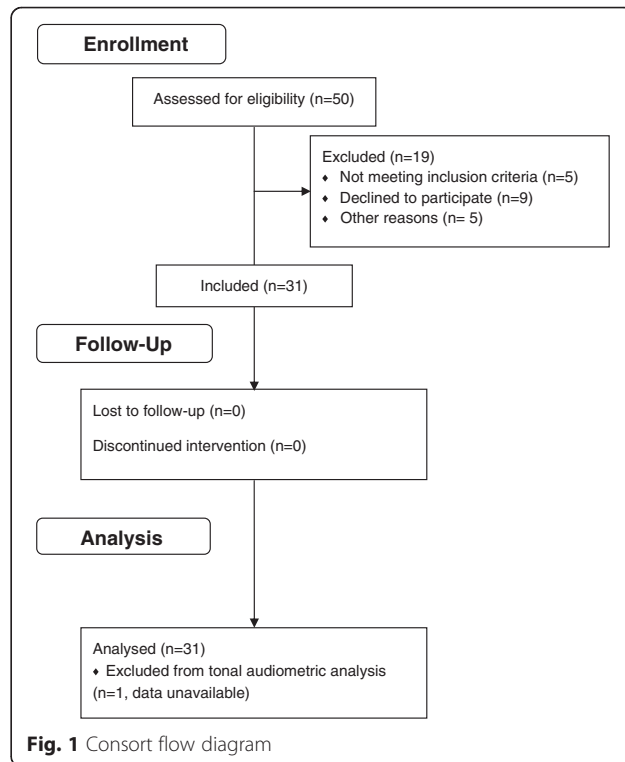 Enrollment
Assessed for eligibility (n=50)
Excluded (n=19)
♦ Not meeting inclusion criteria (n=5)
♦ Declined to participate (n=9)
♦ Other reasons (n= 5)
Included (n=31)
Follow-Up
Lost to follow-up (n=0)
Discontinued intervention (n=0)
Analysis
Analysed (n=31)
♦ Excluded from tonal audiometric analysis
(n=1, data unavailable)
Fig. 1 Consort flow diagram